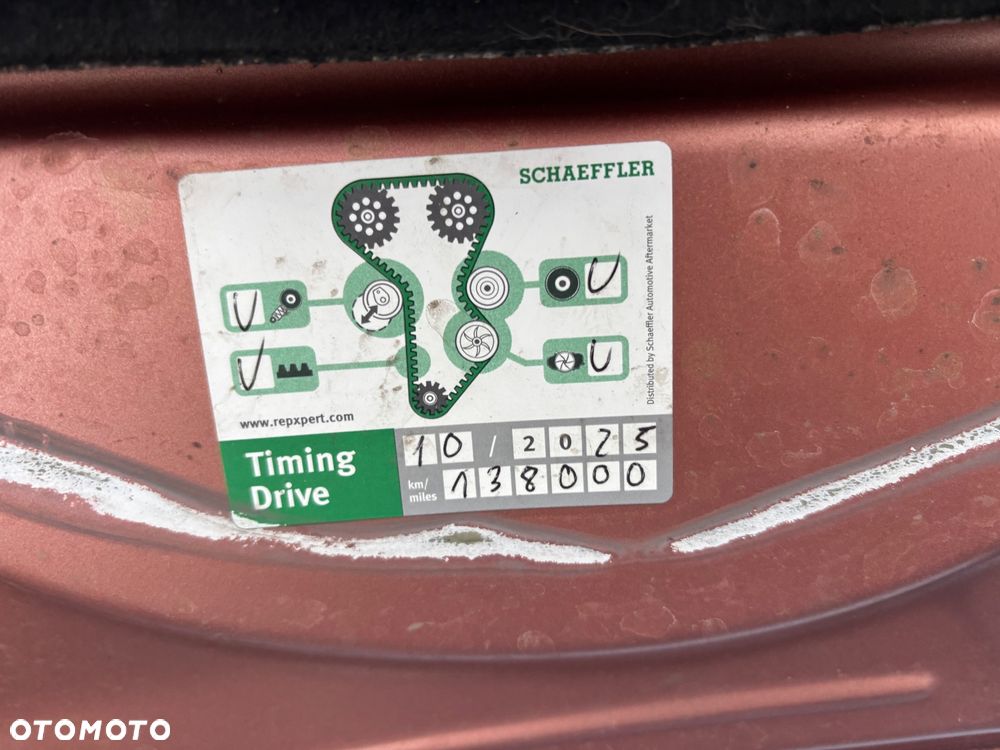 SCHAEFFLER
Distributed by Schaeffler Automotive Aftermarket
www.repxpert.com
Timing
Drive
10 / 2025
km/
miles
138000
OTOMOTO